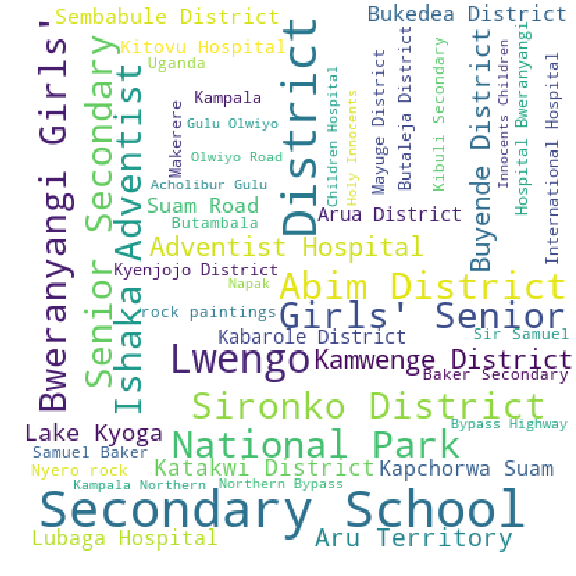 Sembabule District
Bukedea District
Kitovu Hospital
Uganda
Kampala
Gulu Olwiyo
Olwiyo Road
Acholibur Gulu
Suam Road
Butambala
Makerere
District
Children Hospital
Holy Innocents
Mayuge District
Butaleja District
Kibuli Secondary
Buyende District
Innocents Children
Hospital Bweranyangi
International Hospital
Bweranyangi Girls'
Senior Secondary
Ishaka Adventist
Arua District
Adventist Hospital
Kyenjojo District
Napak
Abim District
rock paintings
Girls' Senior
Kabarole District
Sir Samuel
Lwengo
Kamwenge District
Baker Secondary
Sironko District
Bypass Highway
Lake Kyoga
National Park
Samuel Baker
Nyero rock
Katakwi District
Kapchorwa Suam
Kampala Northern
Northern Bypass
Secondary School
Lubaga Hospital
Aru Territory